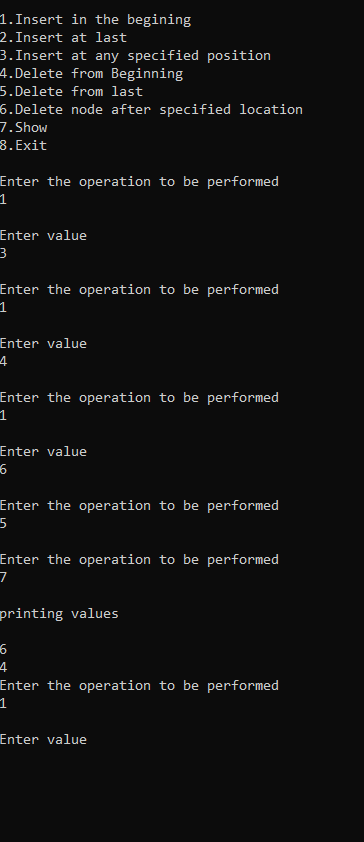 1.Insert in the begining
2.Insert at last
3.Insert at any specified position
4.Delete from Beginning
5.Delete from last
6.Delete node after specified location
7.Show
8.Exit
Enter the operation to be performed
1
Enter value
3
Enter the operation to be performed
1
Enter value
4
Enter the operation to be performed
1
Enter value
6
Enter the operation to be performed
5
Enter the operation to be performed
7
printing values
6
4
Enter the operation to be performed
1
Enter value